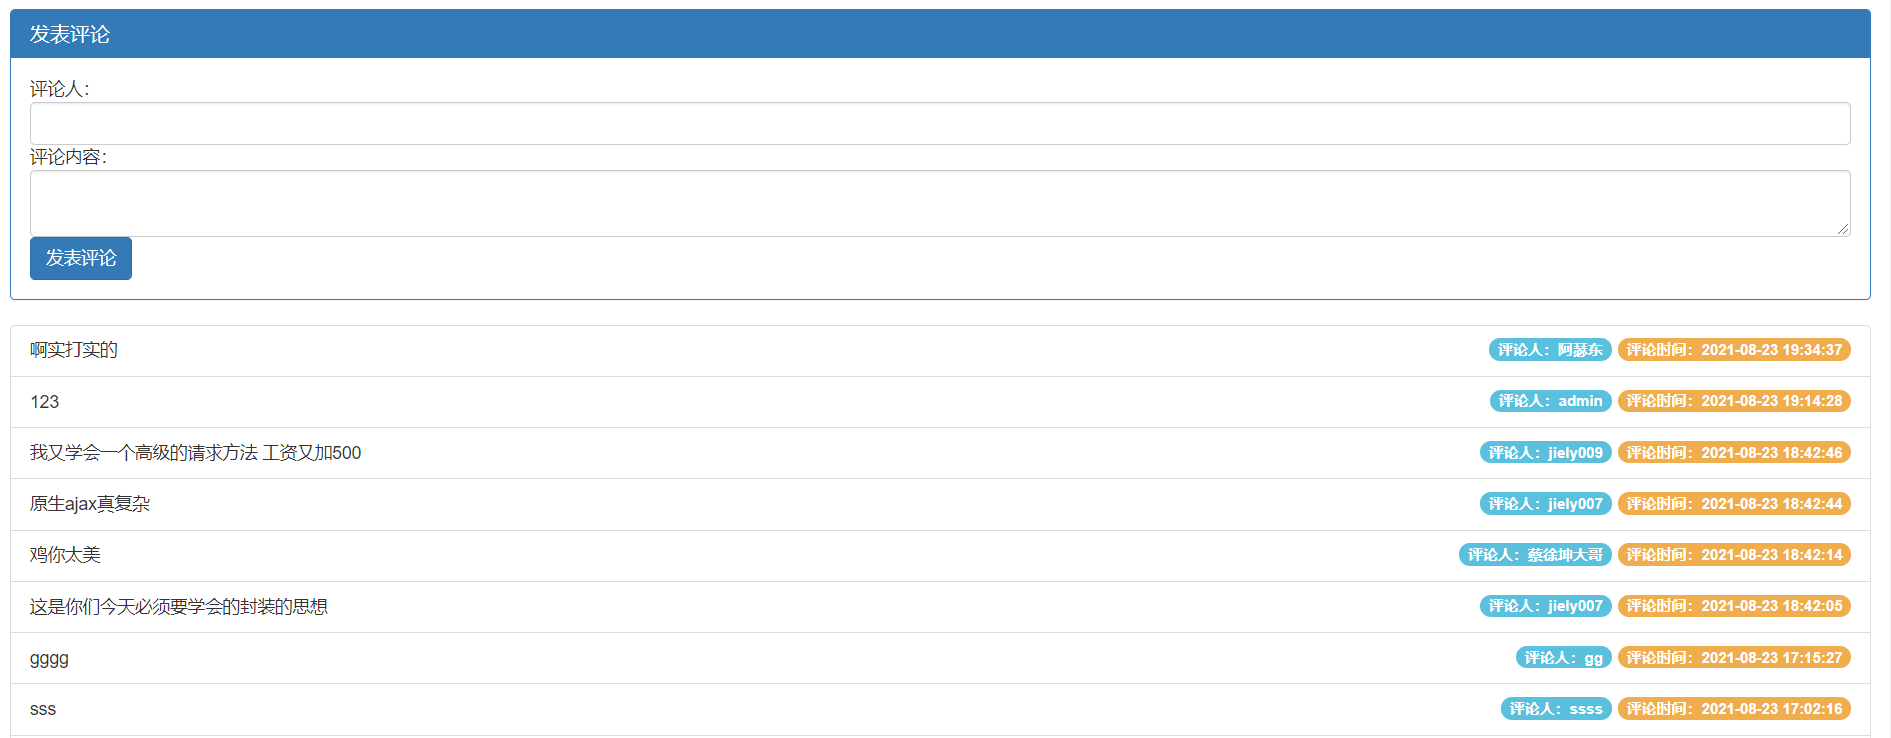 发表评论
评论人：
评论内容：
发表评论
啊实打实的 评论人：阿瑟东 评论时间：2021-08-23 19:34:37
123 评论人：admin 评论时间：2021-08-23 19:14:28
我又学会一个高级的请求方法 工资又加500 评论人：jiely009 评论时间：2021-08-23 18:42:46
原生ajax真复杂 评论人：jiely007 评论时间：2021-08-23 18:42:44
鸡你太美 评论人：蔡徐坤大哥 评论时间：2021-08-23 18:42:14
这是你们今天必须要学会的封装的思想 评论人：jiely007 评论时间：2021-08-23 18:42:05
gggg 评论人：gg 评论时间：2021-08-23 17:15:27
sss 评论人：ssss 评论时间：2021-08-23 17:02:16